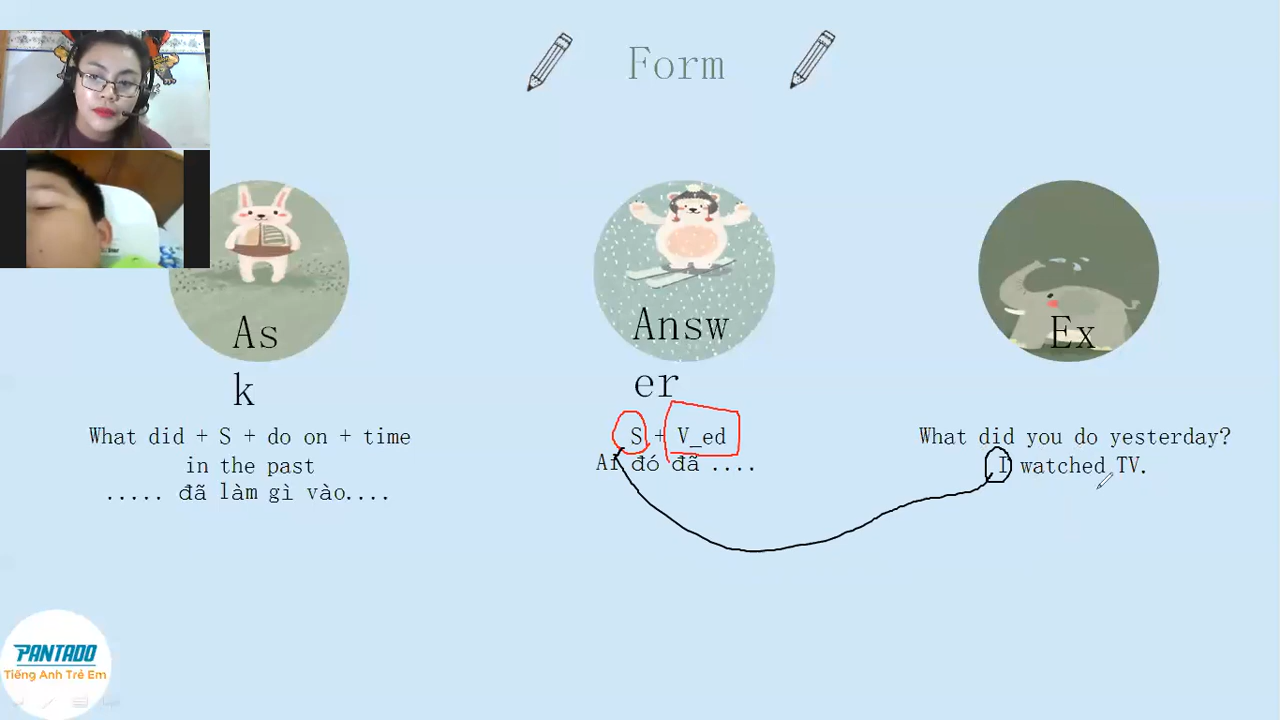 Form
As
k
What did + S + do on + time
in the past
..... đã làm gì vào....
Answ
er
S + V_ed
Ai đó đã ....
Ex
What did you do yesterday?
I watched TV.
PANTADO
Tiếng Anh Trẻ Em